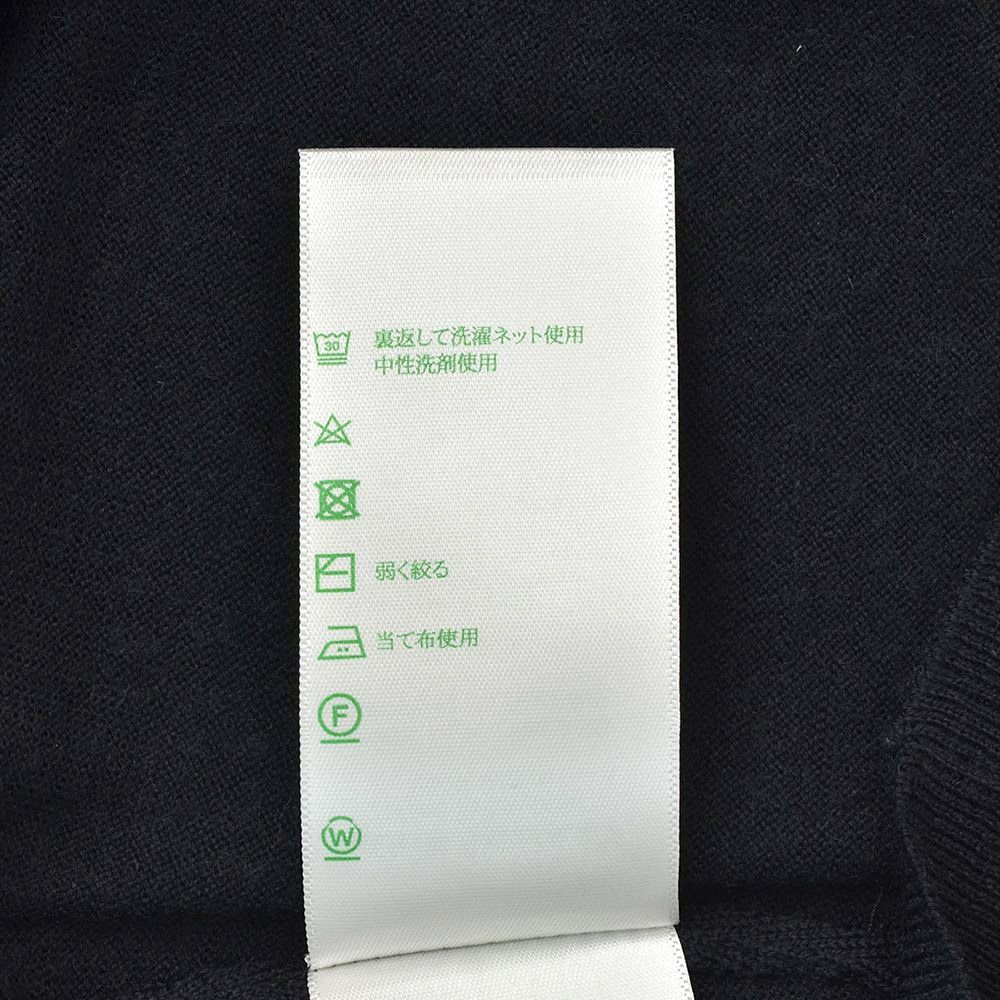 30
裏返して洗濯ネット使用
中性洗剤使用
弱く絞る
当て布使用
F
W